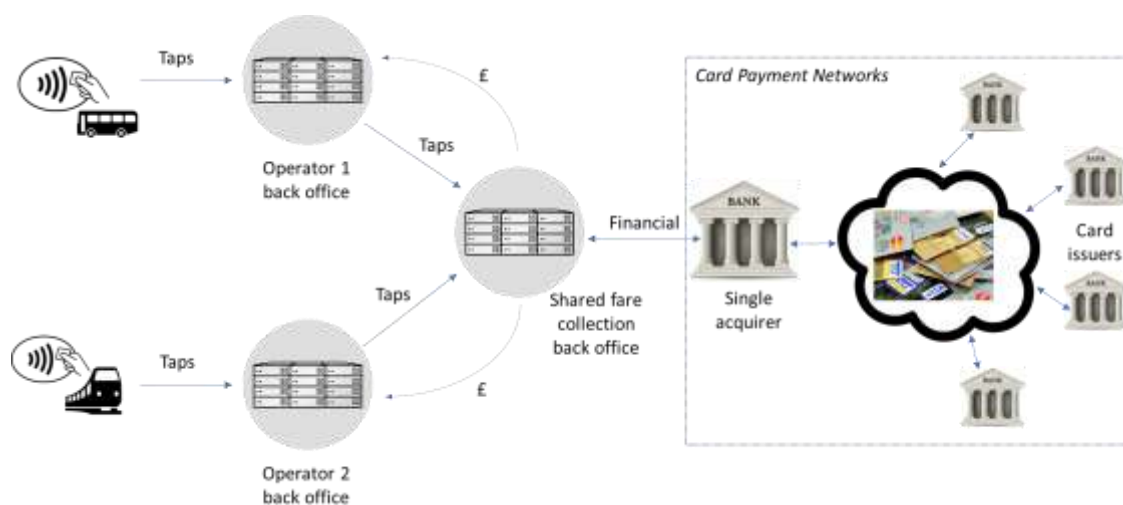 Taps
Operator 1
back office
Taps
£
Card Payment Networks
BANK
BANK
Card
issuers
BANK
BANK
Financial
BANK
Single
acquirer
Shared fare
collection
back office
Taps
£
Taps
Operator 2
back office